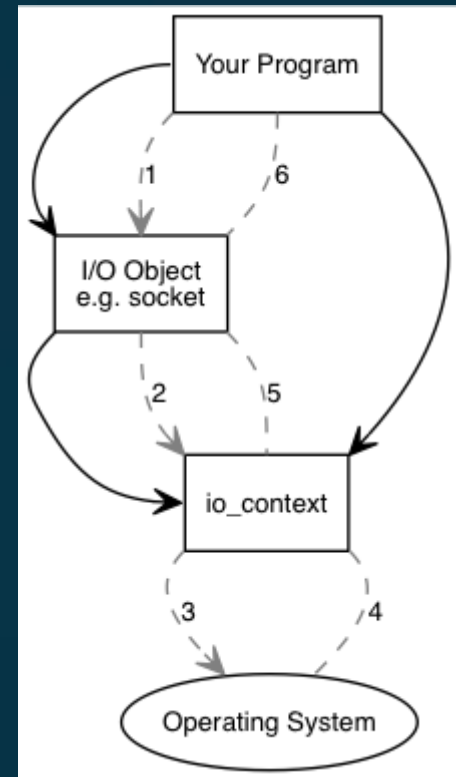 Your Program
1
6
I/O Object
e.g. socket
2
5
io_context
3
4
Operating System